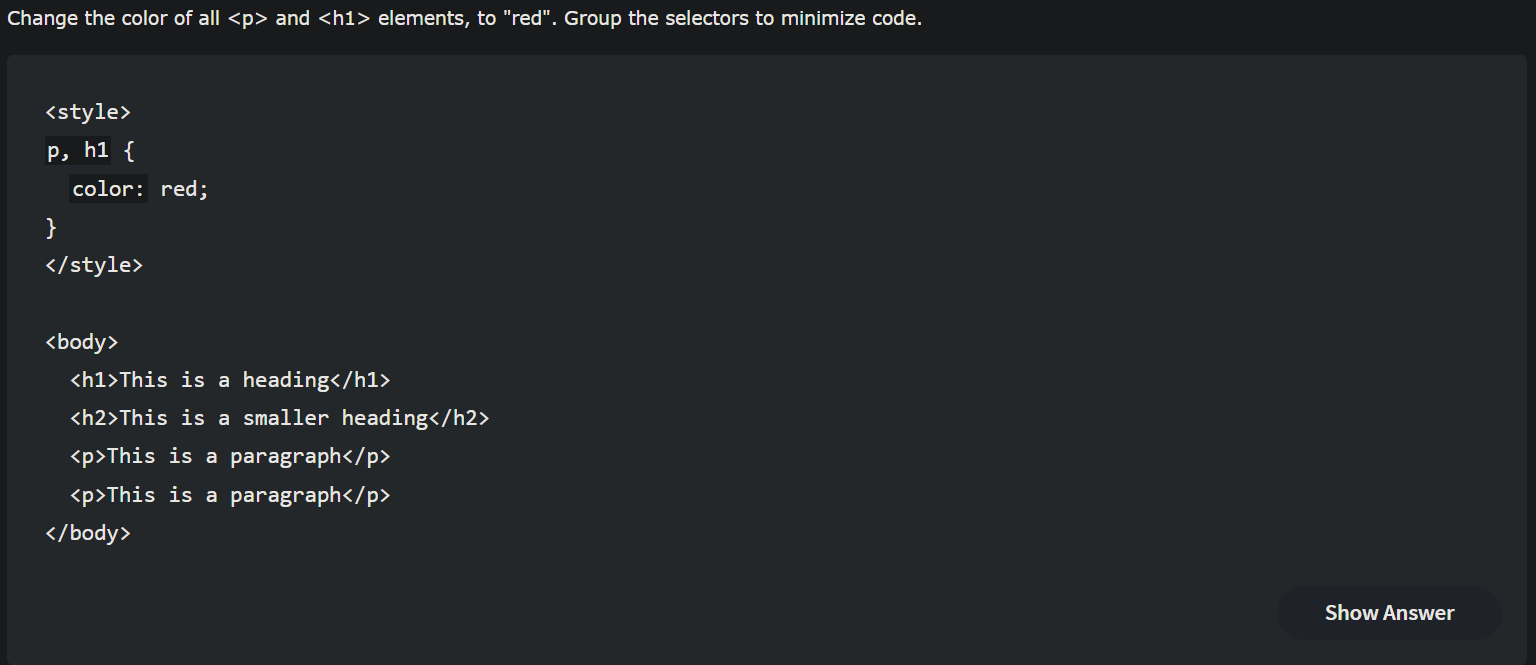 Change the color of all <p> and <h1> elements, to "red". Group the selectors to minimize code.
<style>
p, h1 {
color: red;
}
</style>
<body>
<h1>This is a heading</h1>
<h2>This is a smaller heading</h2>
<p>This is a paragraph</p>
<p>This is a paragraph</p>
</body>
Show Answer